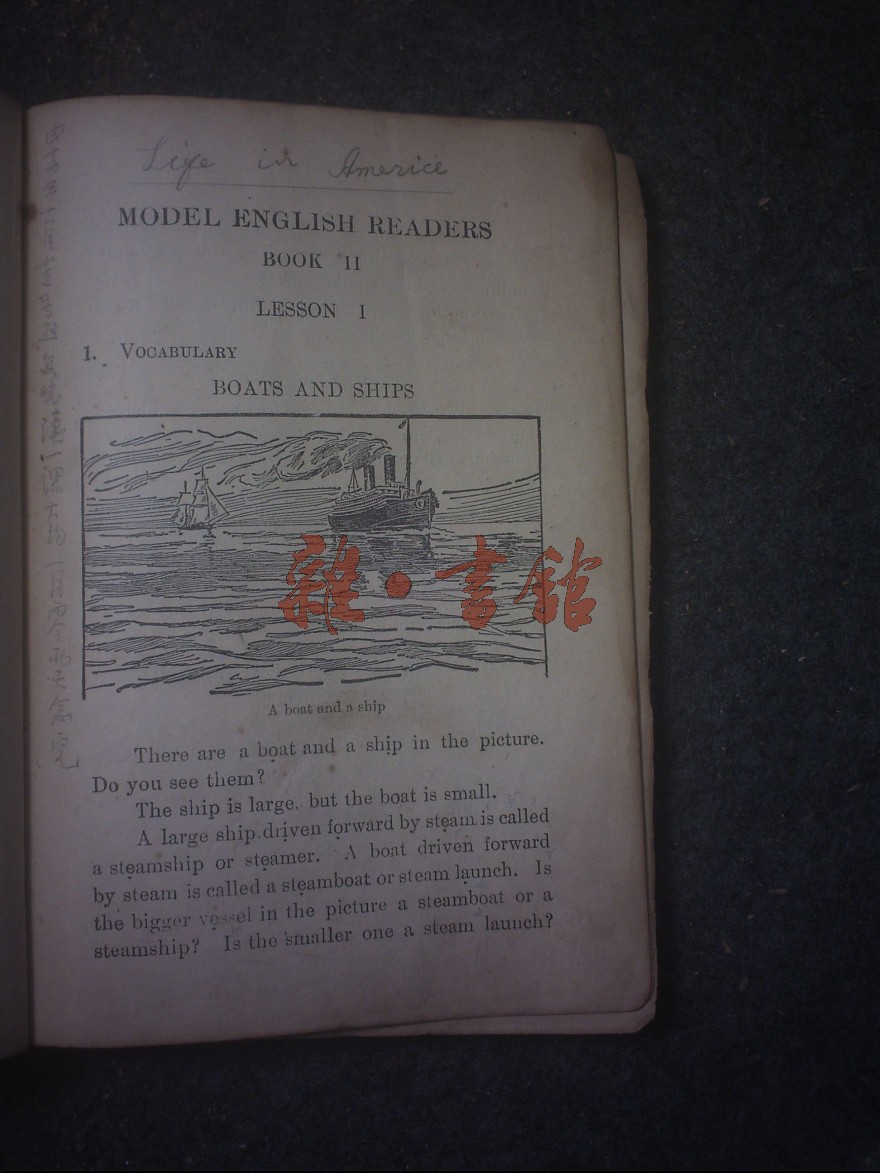 Life in Americe
MODEL ENGLISH READERS
BOOK II
LESSON I
1. VOCABULARY
BOATS AND SHIPS
雜·書館
A boat and a ship
There are a boat and a ship in the picture.
Do you see them?
The ship is large, but the boat is small.
A large ship driven forward by steam is called
a steamship or steamer. A boat driven forward
by steam is called a steamboat or steam launch. Is
the bigger vessel in the picture a steamboat or a
steamship? Is the smaller one a steam launch?